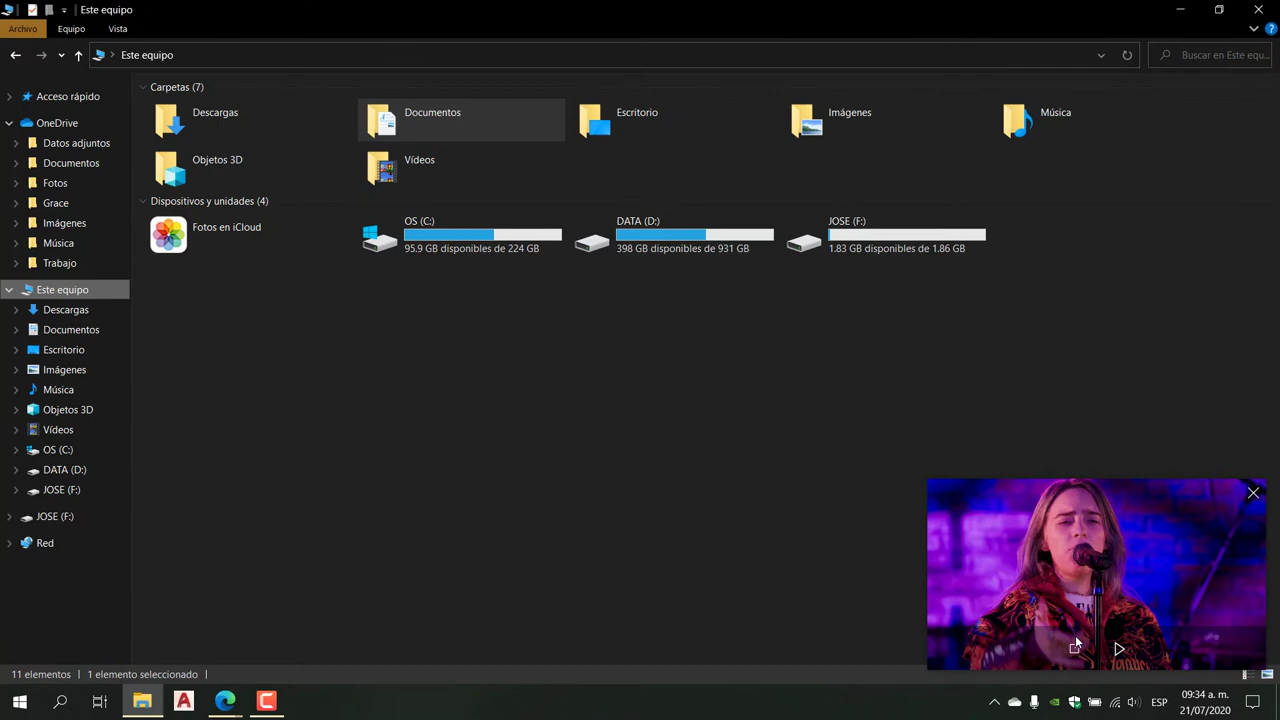 Este equipo
Archivo
Equipo
Vista
Este equipo
Buscar en Este equ...
Acceso rápido
OneDrive
Datos adjuntos
Documentos
Fotos
Grace
Imágenes
Música
Trabajo
Este equipo
Descargas
Documentos
Escritorio
Imágenes
Música
Objetos 3D
Vídeos
OS (C:)
DATA (D:)
JOSE (F:)
JOSE (F:)
Red
Carpetas (7)
Descargas
Documentos
Escritorio
Imágenes
Música
Objetos 3D
Vídeos
Dispositivos y unidades (4)
Fotos en iCloud
OS (C:)
95.9 GB disponibles de 224 GB
DATA (D:)
398 GB disponibles de 931 GB
JOSE (F:)
1.83 GB disponibles de 1.86 GB
11 elementos
1 elemento seleccionado
ESP
09:34 a. m.
21/07/2020